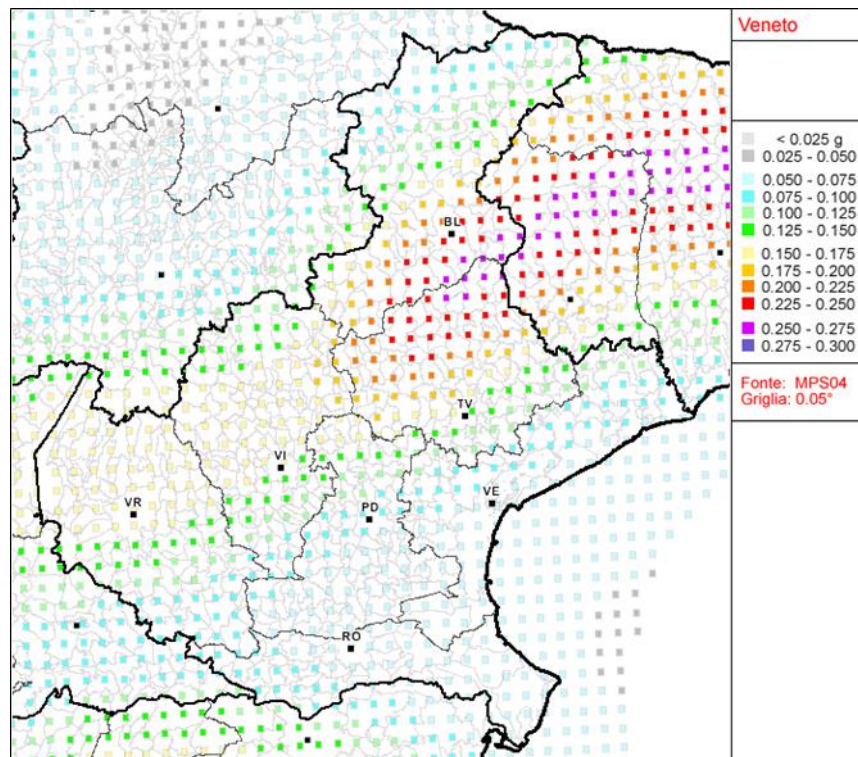 Veneto
< 0.025 g
0.025 - 0.050
0.050 - 0.075
0.075 - 0.100
0.100 - 0.125
0.125 - 0.150
0.150 - 0.175
0.175 - 0.200
0.200 - 0.225
0.225 - 0.250
0.250 - 0.275
0.275 - 0.300
Fonte: MPS04
Griglia: 0.05°
BL
TV
VI
VR
PD
VE
RO